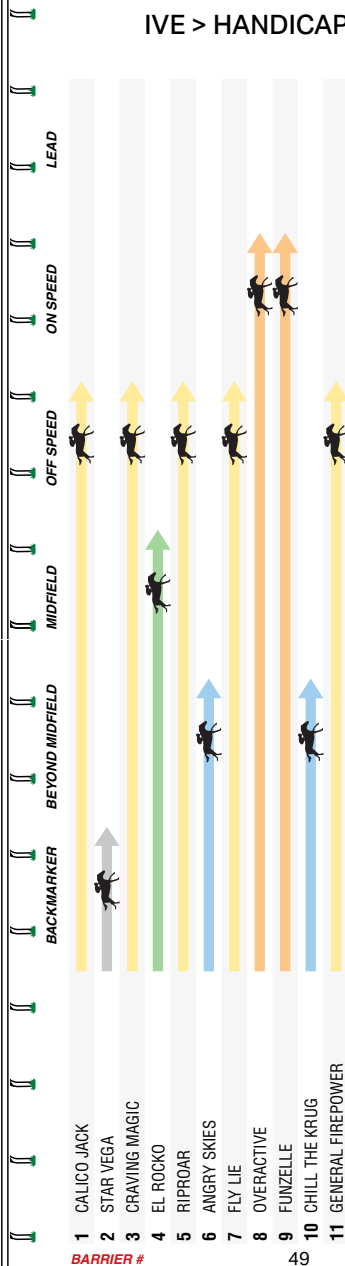 IVE > HANDICAP
LEAD
ON SPEED
OFF SPEED
MIDFIELD
BEYOND MIDFIELD
BACKMARKER
1 CALICO JACK
2 STAR VEGA
3 CRAVING MAGIC
4 EL ROCKO
5 RIPROAR
6 ANGRY SKIES
7 FLY LIE
8 OVERACTIVE
9 FUNZELLE
10 CHILL THE KRUG
11 GENERAL FIREPOWER
BARRIER #
49